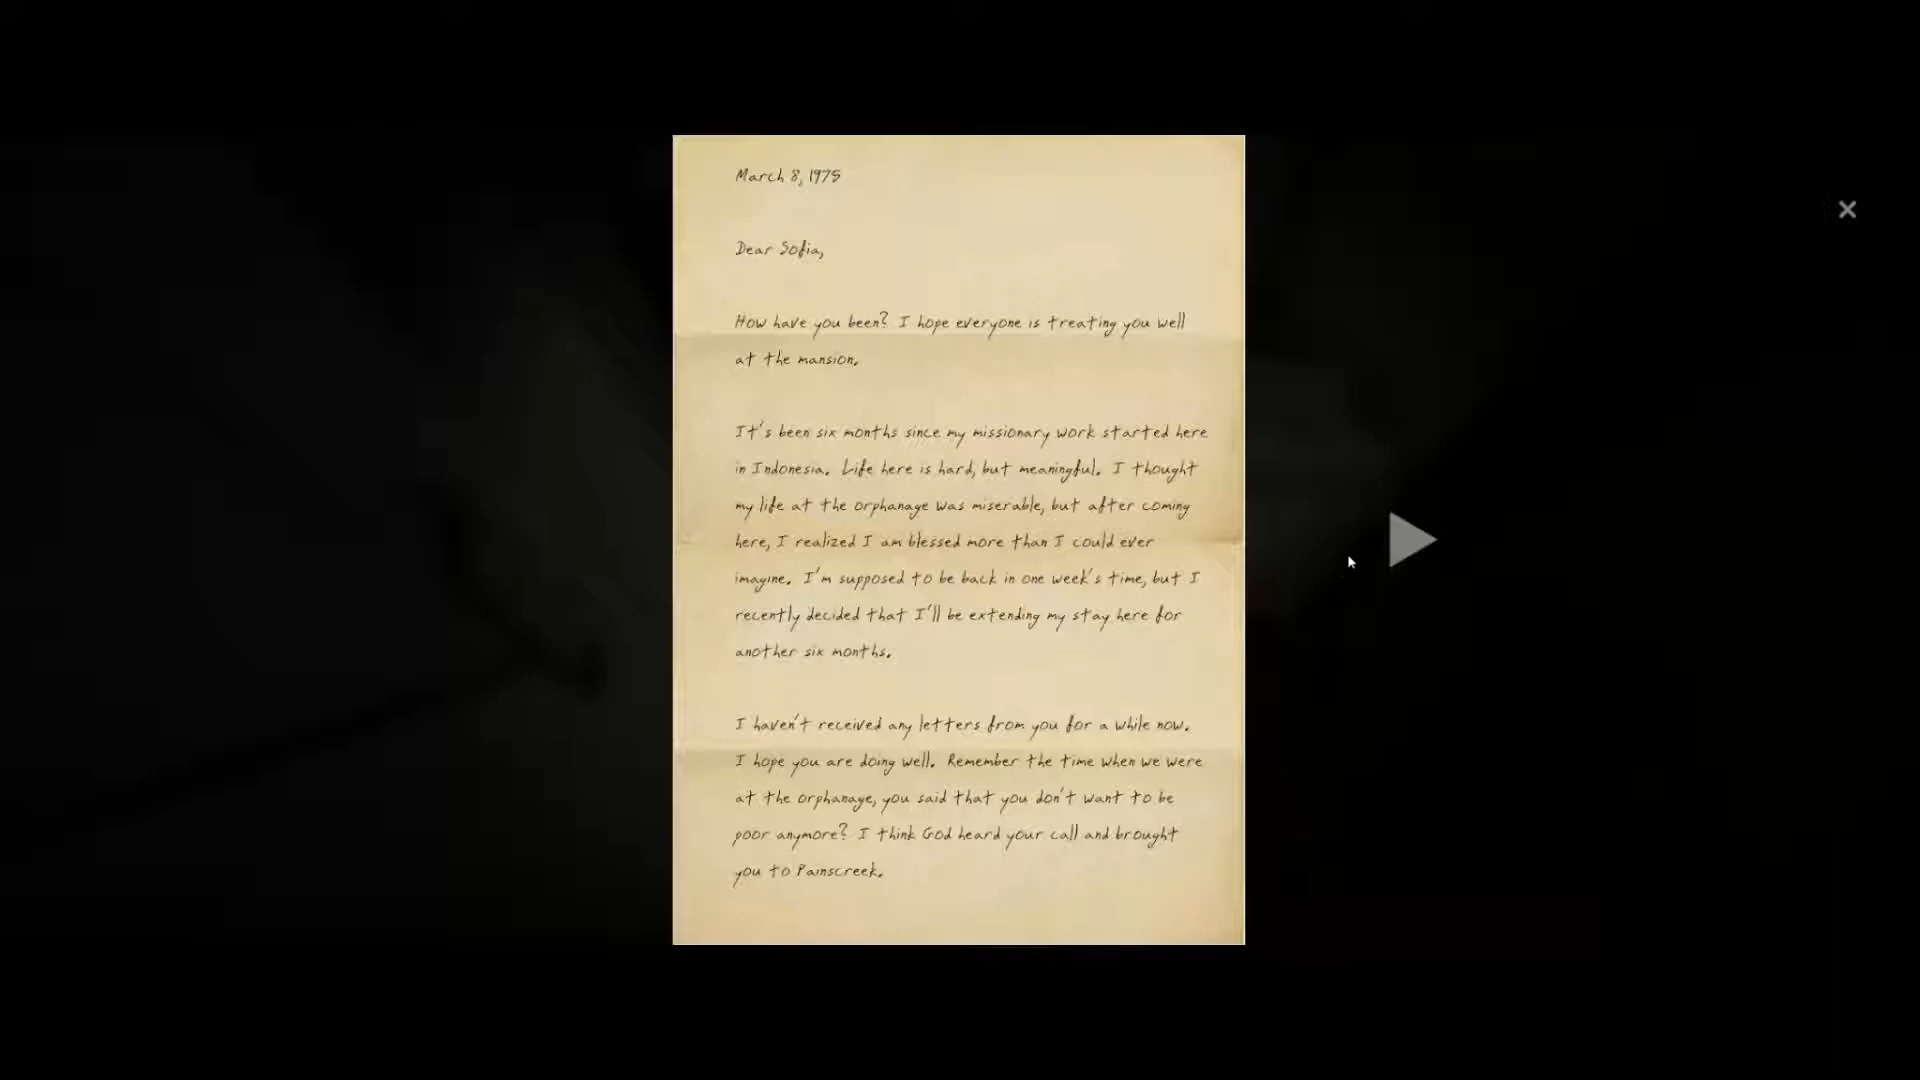 March 8, 1975
Dear Sofia,
How have you been? I hope everyone is treating you well
at the mansion.
It's been six months since my missionary work started here
in Indonesia. Life here is hard, but meaningful. I thought
my life at the orphanage was miserable, but after coming
here, I realized I am blessed more than I could ever
imagine. I'm supposed to be back in one week's time, but I
recently decided that I'll be extending my stay here for
another six months.
I haven't received any letters from you for a while now.
I hope you are doing well. Remember the time when we were
at the orphanage, you said that you don't want to be
poor anymore? I think God heard your call and brought
you to Painscreek.